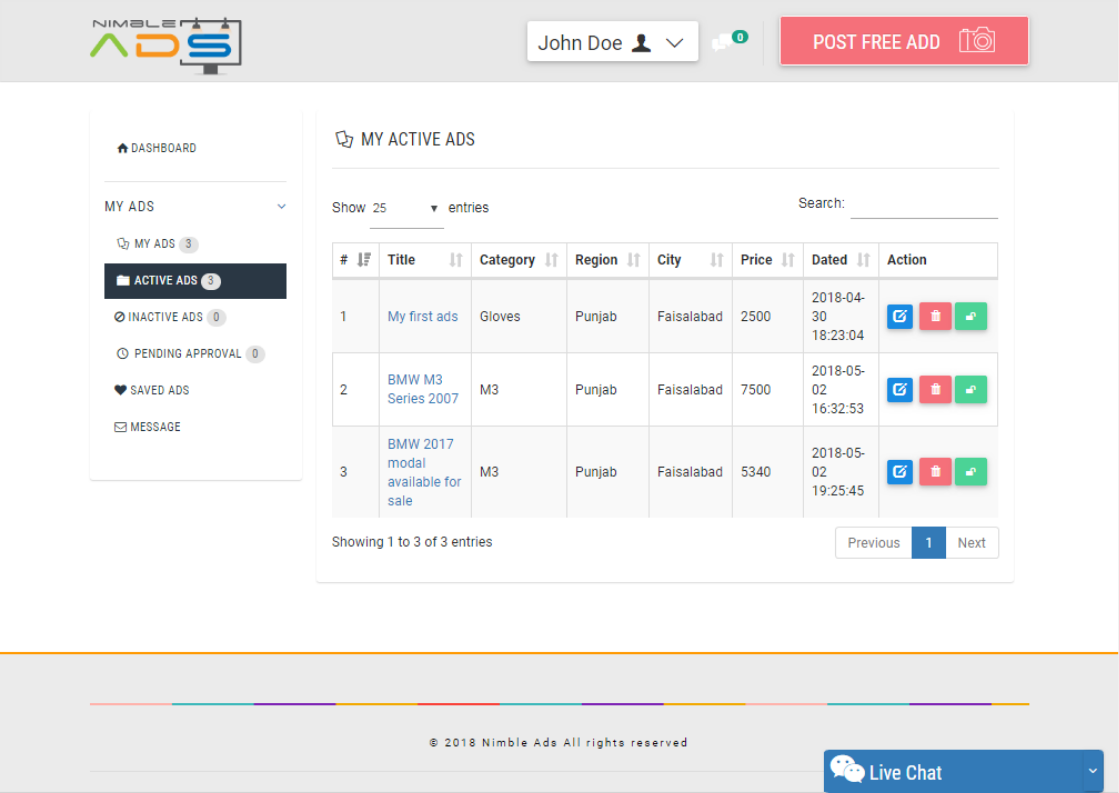 NIMBLE
ADS
John Doe
0
POST FREE ADD
DASHBOARD
MY ADS
MY ADS 3
ACTIVE ADS 3
INACTIVE ADS 0
PENDING APPROVAL 0
SAVED ADS
MESSAGE
MY ACTIVE ADS
Show 25 entries
Search:
# Title Category Region City Price Dated Action
1 My first ads Gloves Punjab Faisalabad 2500 2018-04-
30
18:23:04
2 BMW M3
Series 2007 M3 Punjab Faisalabad 7500 2018-05-
02
16:32:53
3 BMW 2017
modal
available for
sale M3 Punjab Faisalabad 5340 2018-05-
02
19:25:45
Showing 1 to 3 of 3 entries
Previous 1 Next
© 2018 Nimble Ads All rights reserved
Live Chat